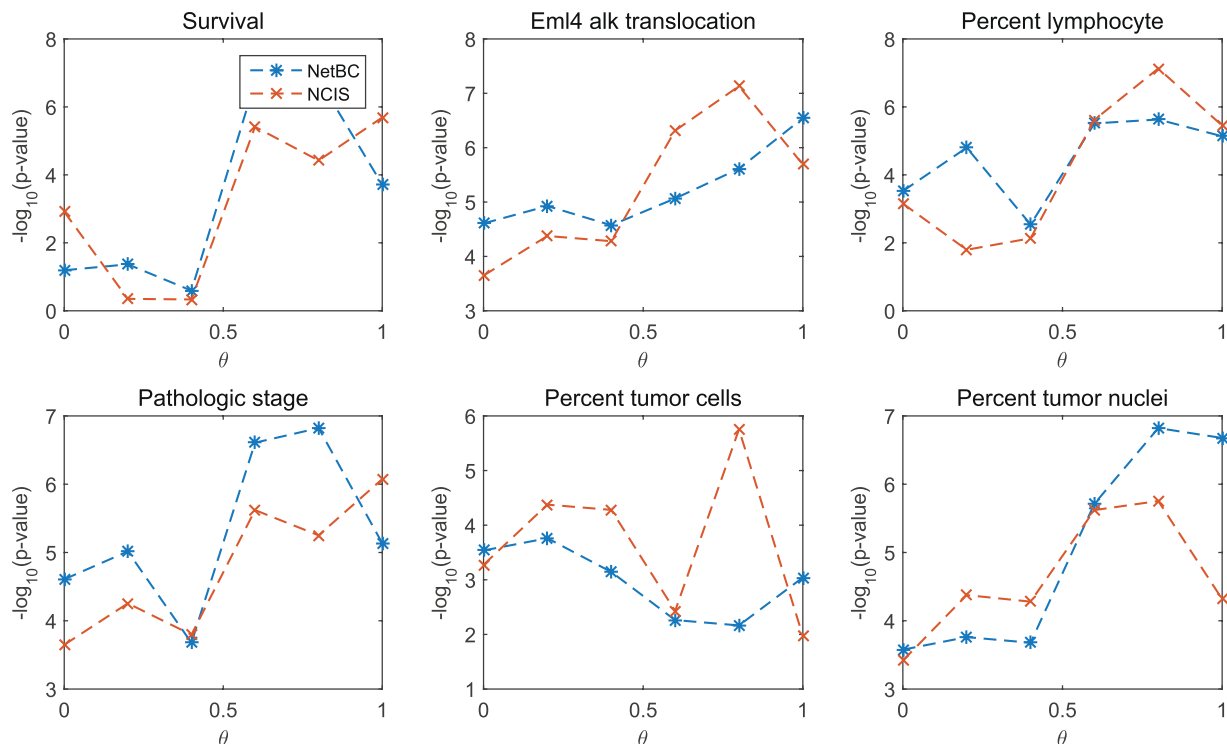 Survival
8
6
4
2
0
-log10(p-value)
0
0.5
1
θ
NetBC
NCIS
Eml4 alk translocation
8
7
6
5
4
3
-log10(p-value)
0
0.5
1
θ
Percent lymphocyte
8
6
4
2
0
-log10(p-value)
0
0.5
1
θ
Pathologic stage
7
6
5
4
3
-log10(p-value)
0
0.5
1
θ
Percent tumor cells
6
5
4
3
2
1
-log10(p-value)
0
0.5
1
θ
Percent tumor nuclei
7
6
5
4
3
-log10(p-value)
0
0.5
1
θ